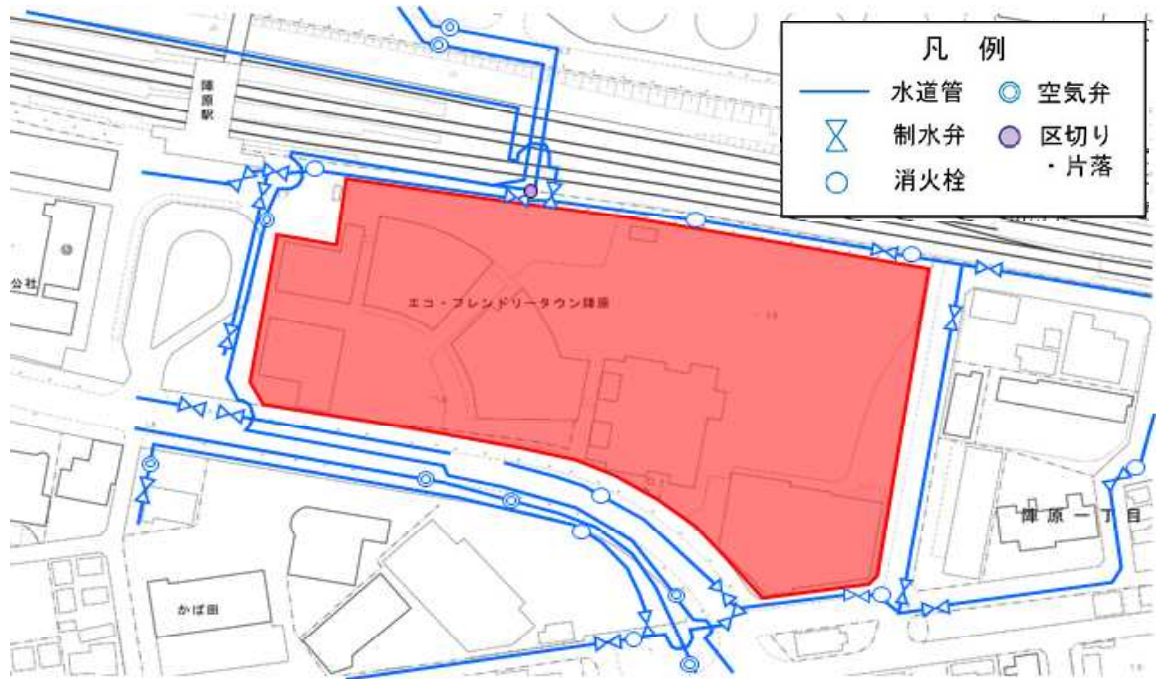 凡 例
水道管
空気弁
制水弁
区切り
・片落
消火栓
陣原駅
公社
エコ・フレンドリータウン陣原
陣原一丁目
かば田